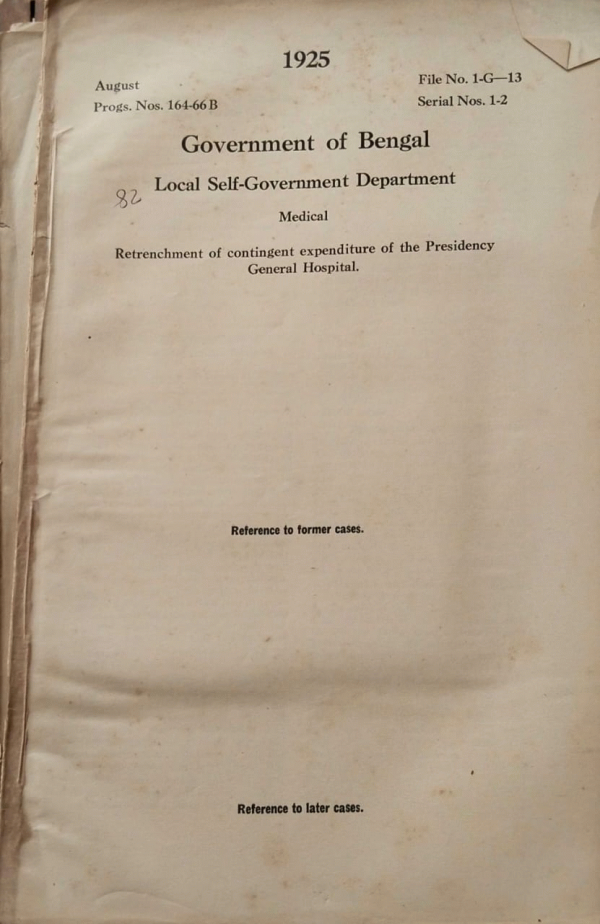 1925
August
File No. 1-G—13
Progs. Nos. 164-66 B
Serial Nos. 1-2
Government of Bengal
82
Local Self-Government Department
Medical
Retrenchment of contingent expenditure of the Presidency
General Hospital.
Reference to former cases.
Reference to later cases.